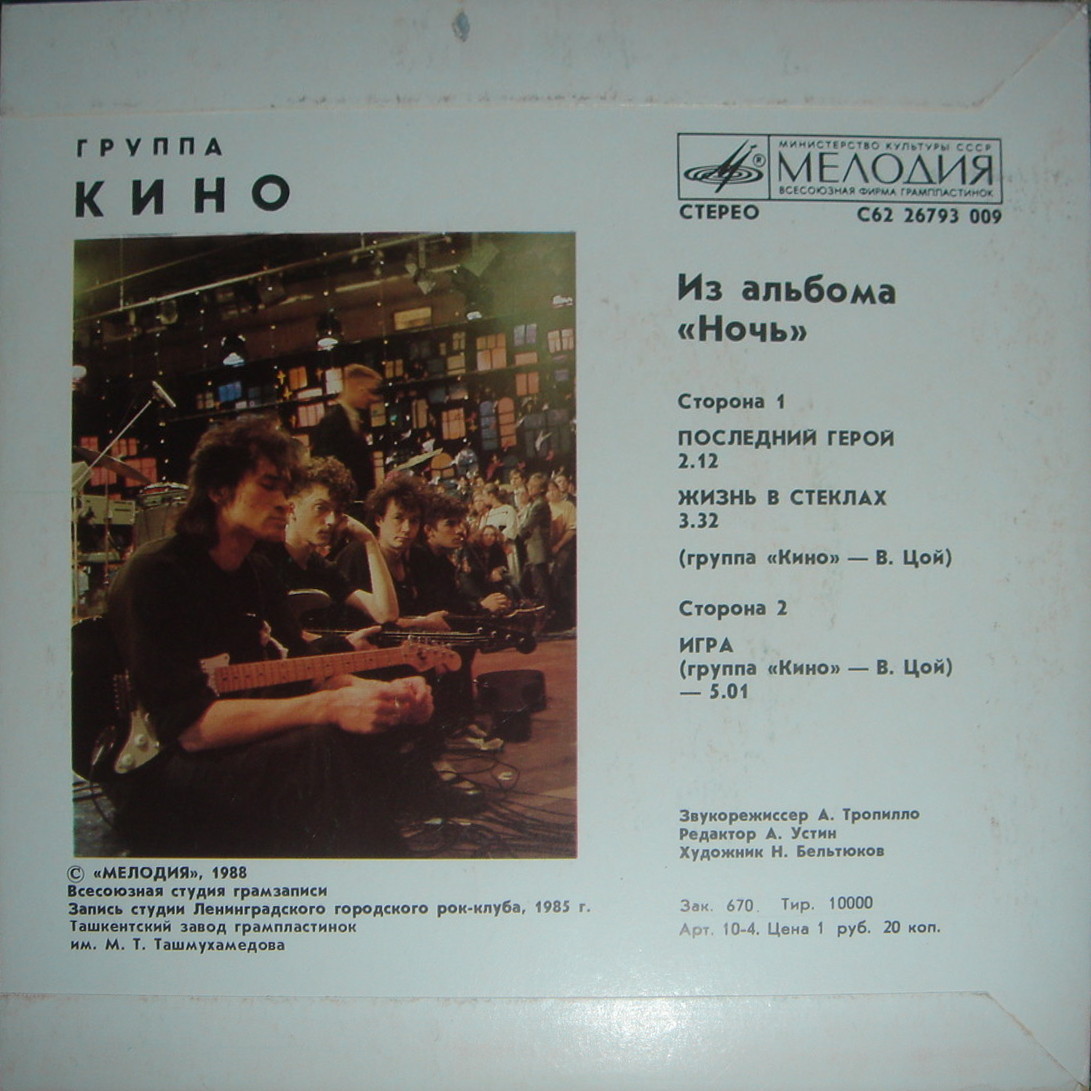 ГРУППА
КИНО
МИНИСТЕРСТВО КУЛЬТУРЫ СССР
МЕЛОДИЯ
ВСЕСОЮЗНАЯ ФИРМА ГРАМПЛАСТИНОК
®
СТЕРЕО С62 26793 009
Из альбома
«Ночь»
Сторона 1
ПОСЛЕДНИЙ ГЕРОЙ
2.12
ЖИЗНЬ В СТЕКЛАХ
3.32
(группа «Кино» — В. Цой)
Сторона 2
ИГРА
(группа «Кино» — В. Цой)
— 5.01
Звукорежиссер А. Тропилло
Редактор А. Устин
Художник Н. Бельтюков
Зак. 670. Тир. 10000
Арт. 10-4. Цена 1 руб. 20 коп.
© «МЕЛОДИЯ», 1988
Всесоюзная студия грамзаписи
Запись студии Ленинградского городского рок-клуба, 1985 г.
Ташкентский завод грампластинок
им. М. Т. Ташмухамедова